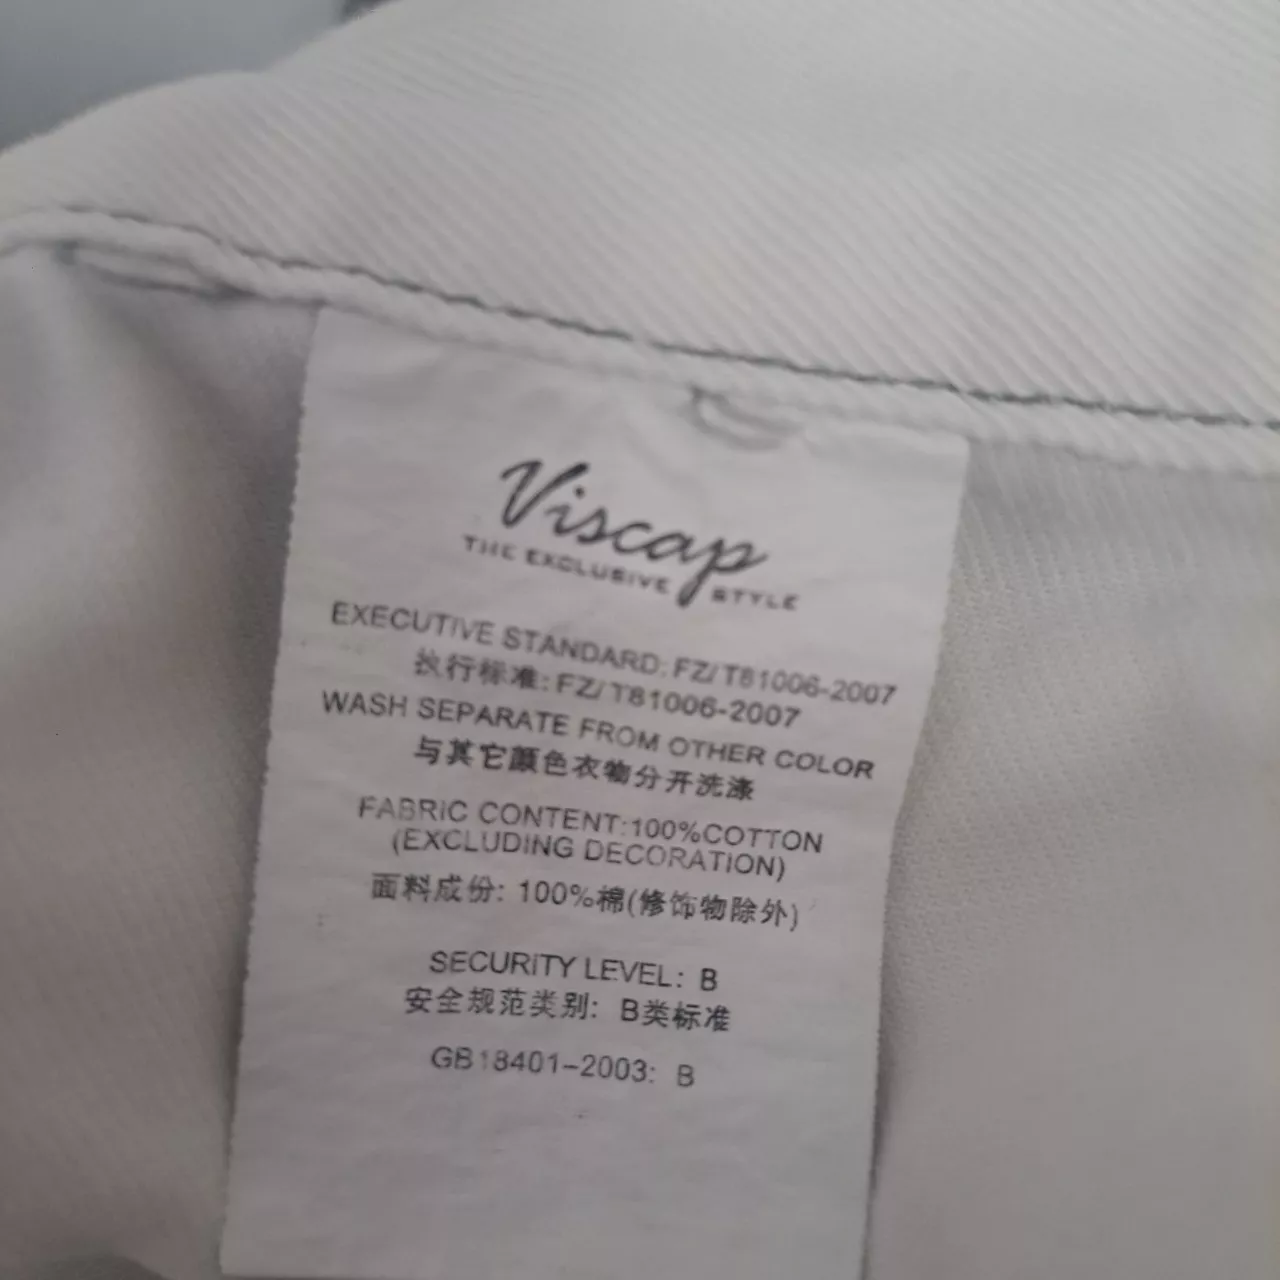 Viscap
THE EXCLUSIVE STYLE
EXECUTIVE STANDARD: FZ/T81006-2007
执行标准: FZ/T81006-2007
WASH SEPARATE FROM OTHER COLOR
与其它颜色衣物分开洗涤
FABRIC CONTENT:100%COTTON
(EXCLUDING DECORATION)
面料成份: 100%棉(修饰物除外)
SECURITY LEVEL: B
安全规范类别: B类标准
GB18401-2003: B